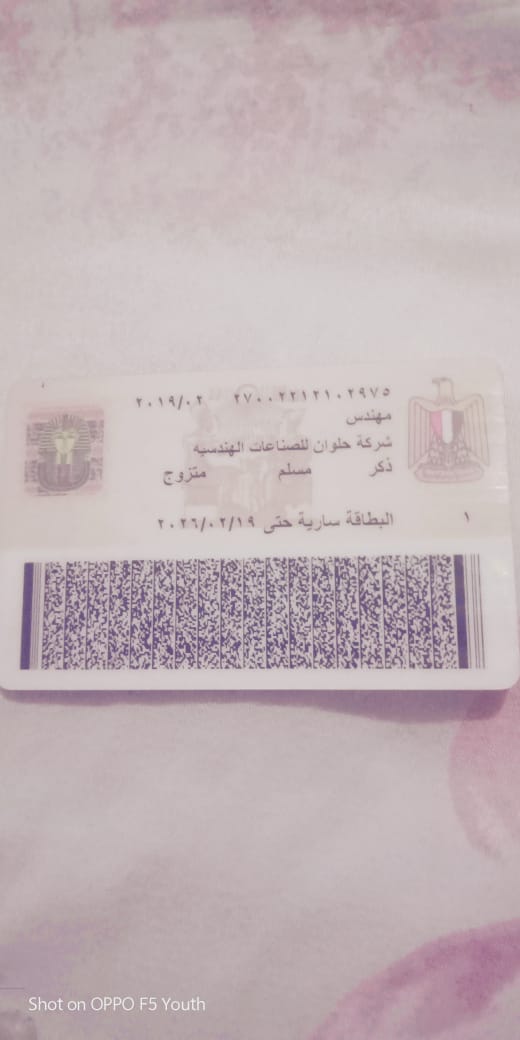 ٢٧٠٠٢٢١٢١٠٢٩٧٥ ٢٠١٩/٠٢
مهندس
شركة حلوان للصناعات الهندسيه
ذكر مسلم متزوج
١ البطاقة سارية حتى ٢٠٢٦/٠٢/١٩
Shot on OPPO F5 Youth